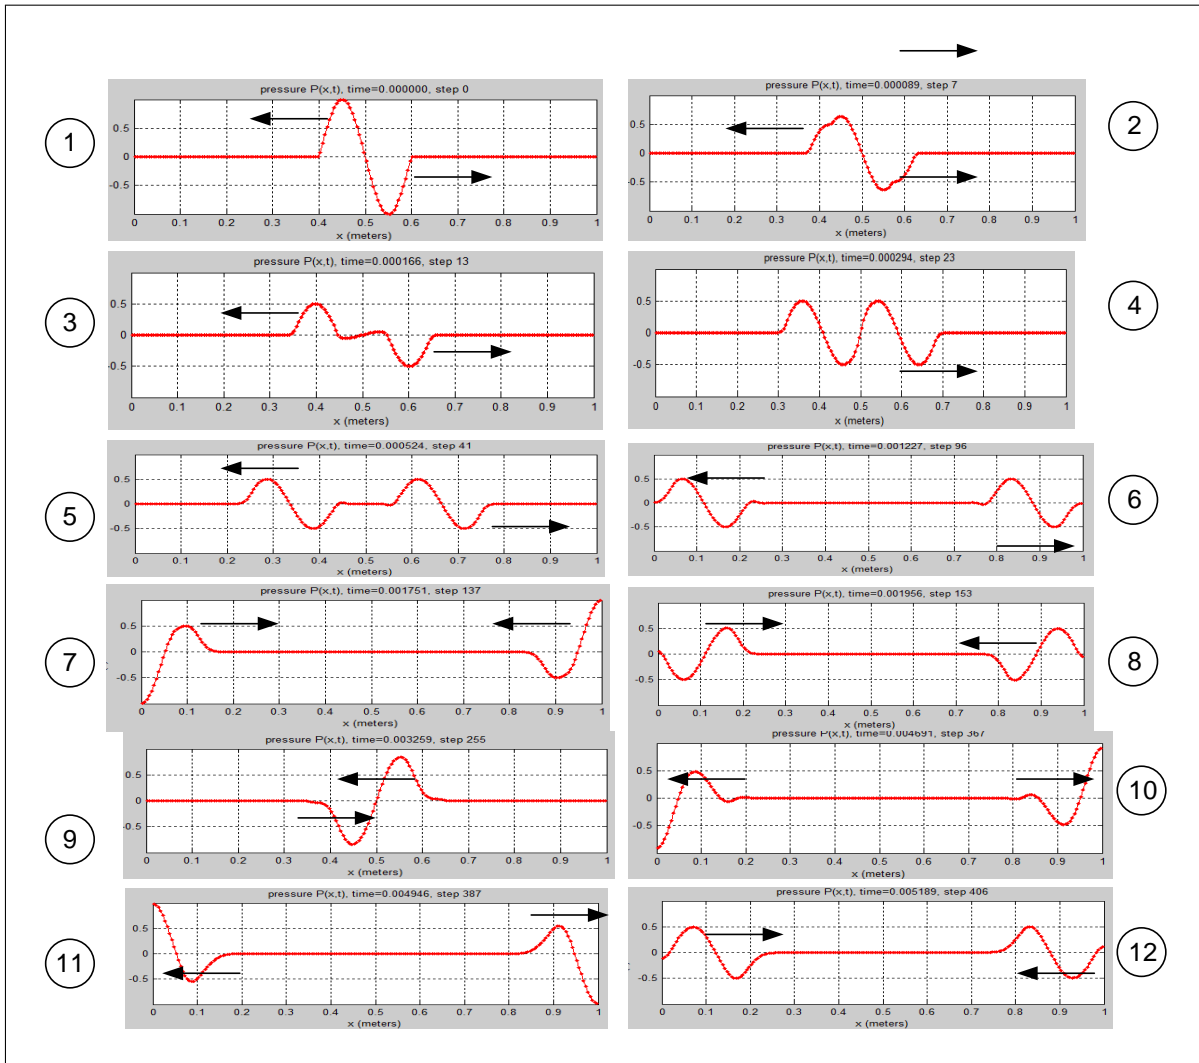 pressure P(x,t), time=0.000000, step 0
1
0.5
0
-0.5
0 0.1 0.2 0.3 0.4 0.5 0.6 0.7 0.8 0.9 1
x (meters)
pressure P(x,t), time=0.000089, step 7
2
0.5
0
-0.5
0 0.1 0.2 0.3 0.4 0.5 0.6 0.7 0.8 0.9 1
x (meters)
pressure P(x,t), time=0.000166, step 13
3
0.5
0
-0.5
0 0.1 0.2 0.3 0.4 0.5 0.6 0.7 0.8 0.9 1
x (meters)
pressure P(x,t), time=0.000294, step 23
4
0.5
0
-0.5
0 0.1 0.2 0.3 0.4 0.5 0.6 0.7 0.8 0.9 1
x (meters)
pressure P(x,t), time=0.000524, step 41
5
0.5
0
-0.5
0 0.1 0.2 0.3 0.4 0.5 0.6 0.7 0.8 0.9 1
x (meters)
pressure P(x,t), time=0.001227, step 96
6
0.5
0
-0.5
0 0.1 0.2 0.3 0.4 0.5 0.6 0.7 0.8 0.9 1
x (meters)
pressure P(x,t), time=0.001751, step 137
7
0.5
0
-0.5
0 0.1 0.2 0.3 0.4 0.5 0.6 0.7 0.8 0.9 1
x (meters)
pressure P(x,t), time=0.001956, step 153
8
0.5
0
-0.5
0 0.1 0.2 0.3 0.4 0.5 0.6 0.7 0.8 0.9 1
x (meters)
pressure P(x,t), time=0.003259, step 255
9
0.5
0
-0.5
0 0.1 0.2 0.3 0.4 0.5 0.6 0.7 0.8 0.9 1
x (meters)
pressure P(x,t), time=0.004691, step 367
10
0.5
0
-0.5
0 0.1 0.2 0.3 0.4 0.5 0.6 0.7 0.8 0.9 1
x (meters)
pressure P(x,t), time=0.004946, step 387
11
0.5
0
-0.5
0 0.1 0.2 0.3 0.4 0.5 0.6 0.7 0.8 0.9 1
x (meters)
pressure P(x,t), time=0.005189, step 406
12
0.5
0
-0.5
0 0.1 0.2 0.3 0.4 0.5 0.6 0.7 0.8 0.9 1
x (meters)